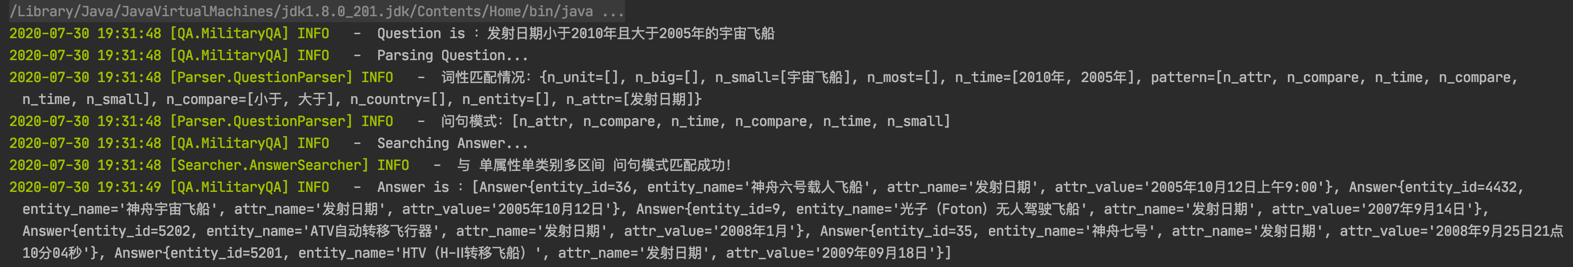 /Library/Java/JavaVirtualMachines/jdk1.8.0_201.jdk/Contents/Home/bin/java ...
2020-07-30 19:31:48 [QA.MilitaryQA] INFO   -  Question is : 发射日期小于2010年且大于2005年的宇宙飞船
2020-07-30 19:31:48 [QA.MilitaryQA] INFO   -  Parsing Question...
2020-07-30 19:31:48 [Parser.QuestionParser] INFO   -  词性匹配情况: {n_unit=[], n_big=[], n_small=[宇宙飞船], n_most=[], n_time=[2010年, 2005年], pattern=[n_attr, n_compare, n_time, n_compare,
n_time, n_small], n_compare=[小于, 大于], n_country=[], n_entity=[], n_attr=[发射日期]}
2020-07-30 19:31:48 [Parser.QuestionParser] INFO   -  问句模式: [n_attr, n_compare, n_time, n_compare, n_time, n_small]
2020-07-30 19:31:48 [QA.MilitaryQA] INFO   -  Searching Answer...
2020-07-30 19:31:48 [Searcher.AnswerSearcher] INFO   -  与 单属性单类别多区间 问句模式匹配成功!
2020-07-30 19:31:49 [QA.MilitaryQA] INFO   -  Answer is : [Answer{entity_id=36, entity_name='神舟六号载人飞船', attr_name='发射日期', attr_value='2005年10月12日上午9:00'}, Answer{entity_id=4432,
entity_name='神舟宇宙飞船', attr_name='发射日期', attr_value='2005年10月12日'}, Answer{entity_id=9, entity_name='光子（Foton）无人驾驶飞船', attr_name='发射日期', attr_value='2007年9月14日'},
Answer{entity_id=5202, entity_name='ATV自动转移飞行器', attr_name='发射日期', attr_value='2008年1月'}, Answer{entity_id=35, entity_name='神舟七号', attr_name='发射日期', attr_value='2008年9月25日21点
10分04秒'}, Answer{entity_id=5201, entity_name='HTV（H-II转移飞船）', attr_name='发射日期', attr_value='2009年09月18日'}]